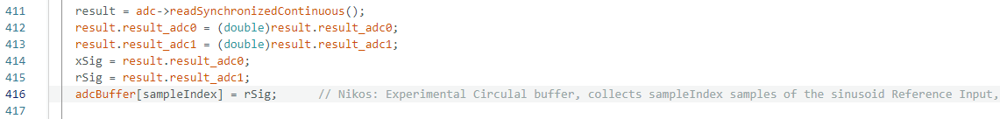 411 result = adc->readSynchronizedContinuous();
412 result.result_adc0 = (double)result.result_adc0;
413 result.result_adc1 = (double)result.result_adc1;
414 xSig = result.result_adc0;
415 rSig = result.result_adc1;
416 adcBuffer[sampleIndex] = rSig; // Nikos: Experimental Circulal buffer, collects sampleIndex samples of the sinusoid Reference Input,
417